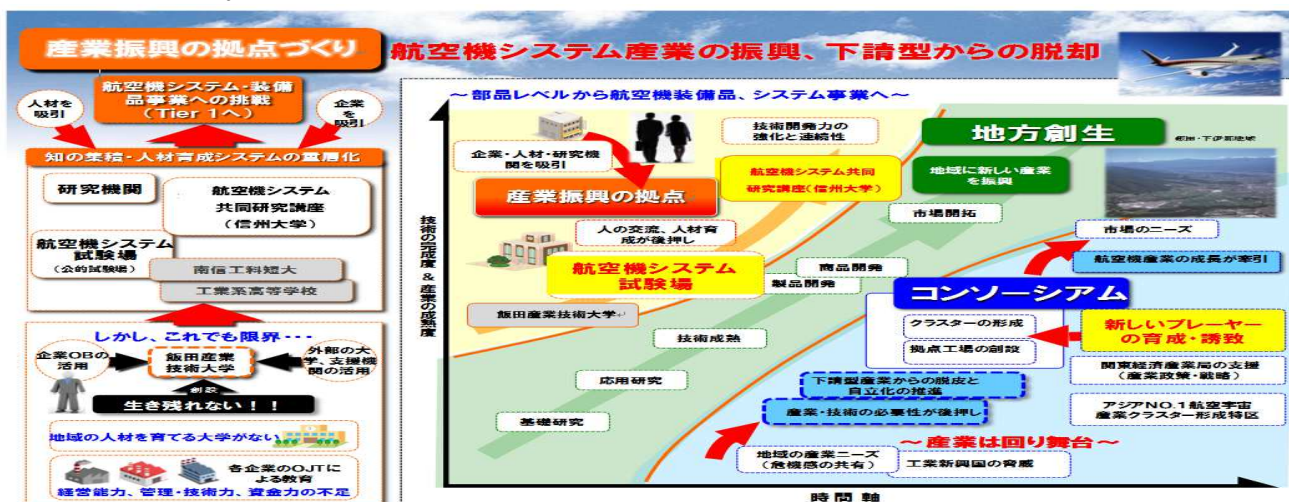 産業振興の拠点づくり
航空機システム産業の振興、下請型からの脱却
航空機システム・装備
品事業への挑戦
(Tier 1へ)
人材を
吸引
企業
を
吸引
知の集積・人材育成システムの重層化
研究機関
航空機システム
共同研究講座
(信州大学)
航空機システム
試験場
(公的試験場)
南信工科短大
工業系高等学校
しかし、これでも限界・・・
企業OBの
活用
飯田産業
技術大学
外部の大
学、支援機
関の活用
創設
生き残れない!!
地域の人材を育てる大学がない
各企業のOJTに
よる教育
経営能力、管理・技術力、資金力の不足
～部品レベルから航空機装備品、システム事業へ～
技術の完成度 & 産業の成熟度
企業・人材・研究機
関を吸引
産業振興の拠点
技術開発力の
強化と連続性
航空機システム共同
研究講座(信州大学)
地方創生
飯田・下伊那地域
地域に新しい産業
を振興
人の交流、人材育
成が後押し
航空機システム
試験場
飯田産業技術大学
市場開拓
商品開発
製品開発
技術成熟
応用研究
基礎研究
市場のニーズ
航空機産業の成長が牽引
コンソーシアム
クラスターの形成
拠点工場の創設
新しいプレーヤー
の育成・誘致
関東経済産業局の支援
(産業政策・戦略)
アジアNO.1航空宇宙
産業クラスター形成特区
下請型産業からの脱皮と
自立化の推進
産業・技術の必要性が後押し
～産業は回り舞台～
地域の産業ニーズ
(危機感の共有)
工業新興国の脅威
時間軸